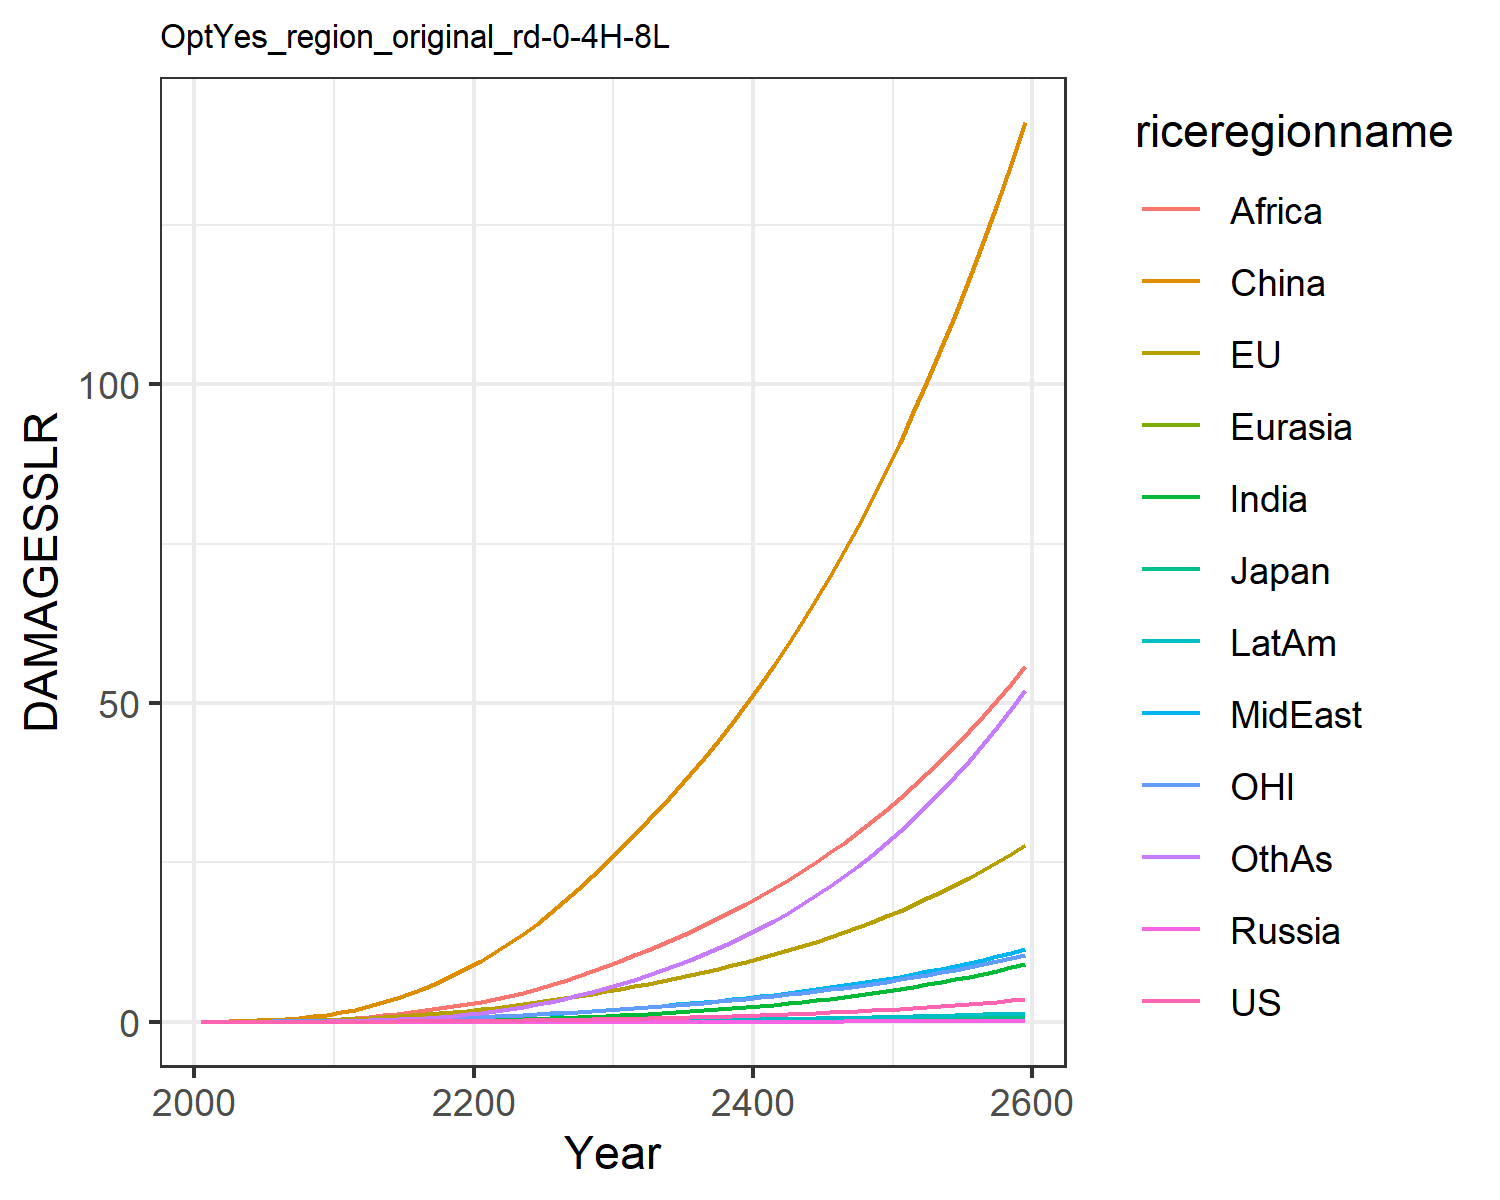 OptYes_region_original_rd-0-4H-8L
DAMAGESSLR
100
50
0
2000
2200
2400
2600
Year
riceregionname
Africa
China
EU
Eurasia
India
Japan
LatAm
MidEast
OHI
OthAs
Russia
US